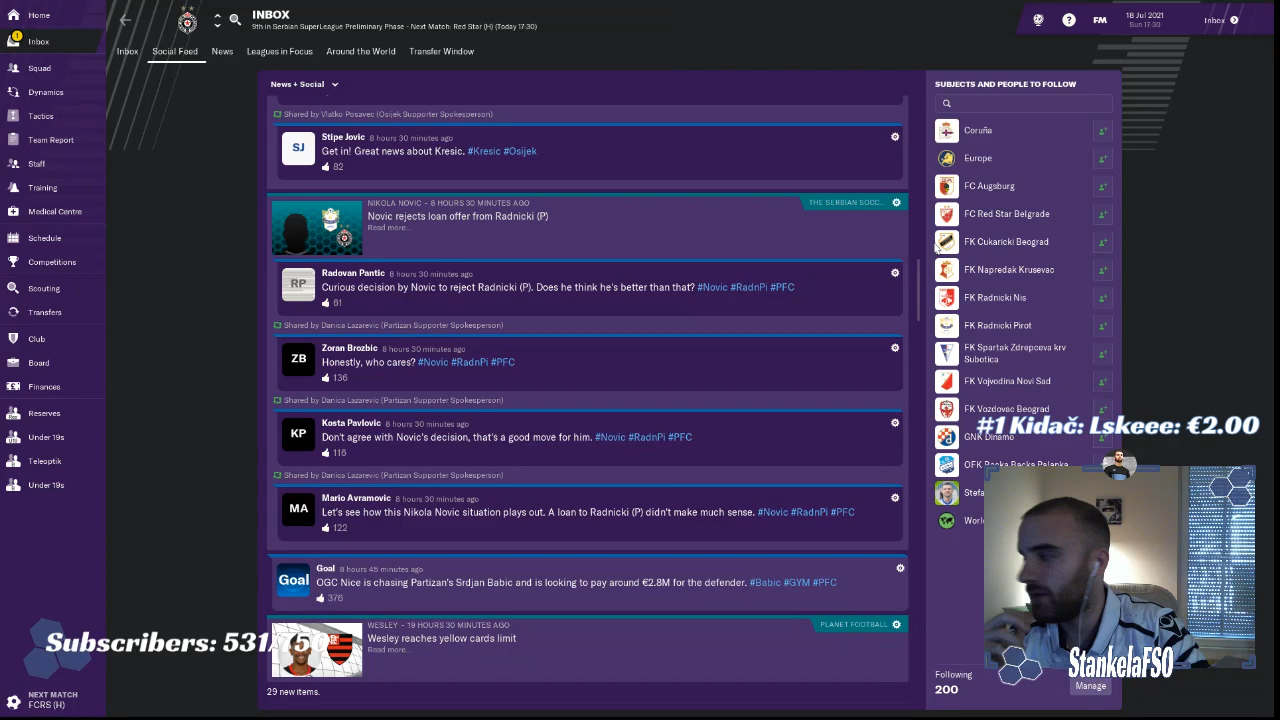 Home
Inbox
Squad
Dynamics
Tactics
Team Report
Staff
Training
Medical Centre
Schedule
Competitions
Scouting
Transfers
Club
Board
Finances
Reserves
Under 19s
Teleoptik
Under 19s
NEXT MATCH
FCRS (H)
INBOX
9th in Serbian SuperLeague Preliminary Phase - Next Match: Red Star (H) (Today 17:30)
FM
18 Jul 2021
Sun 17:30
Inbox
Inbox
Social Feed
News
Leagues in Focus
Around the World
Transfer Window
News + Social
Shared by Vlatko Posavec (Osijek Supporter Spokesperson)
SJ
Stipe Jovic 8 hours 30 minutes ago
Get in! Great news about Kresic. #Kresic #Osijek
82
NIKOLA NOVIC - 8 HOURS 30 MINUTES AGO
THE SERBIAN SOCC...
Novic rejects loan offer from Radnicki (P)
Read more...
RP
Radovan Pantic 8 hours 30 minutes ago
Curious decision by Novic to reject Radnicki (P). Does he think he's better than that? #Novic #RadnPi #PFC
61
Shared by Danica Lazarevic (Partizan Supporter Spokesperson)
ZB
Zoran Brozbic 8 hours 30 minutes ago
Honestly, who cares? #Novic #RadnPi #PFC
136
Shared by Danica Lazarevic (Partizan Supporter Spokesperson)
KP
Kosta Pavlovic 8 hours 30 minutes ago
Don't agree with Novic's decision, that's a good move for him. #Novic #RadnPi #PFC
116
Shared by Danica Lazarevic (Partizan Supporter Spokesperson)
MA
Mario Avramovic 8 hours 30 minutes ago
Let's see how this Nikola Novic situation plays out. A loan to Radnicki (P) didn't make much sense. #Novic #RadnPi #PFC
122
Goal
Goal 8 hours 45 minutes ago
OGC Nice is chasing Partizan's Srdjan Babic and is looking to pay around €2.8M for the defender. #Babic #GYM #PFC
376
WESLEY - 19 HOURS 30 MINUTES AGO
PLANET FOOTBALL
Wesley reaches yellow cards limit
Read more...
29 new items.
SUBJECTS AND PEOPLE TO FOLLOW
Coruña
Europe
FC Augsburg
FC Red Star Belgrade
FK Cukaricki Beograd
FK Napredak Krusevac
FK Radnicki Nis
FK Radnicki Pirot
FK Spartak Zdrepceva krv
Subotica
FK Vojvodina Novi Sad
FK Vozdovac Beograd
GNK Dinamo
OFK Backa Backa Palanka
Following
200
Manage
#1 Kidač: Lskeee: €2.00
StankelaFSO
Subscribers: